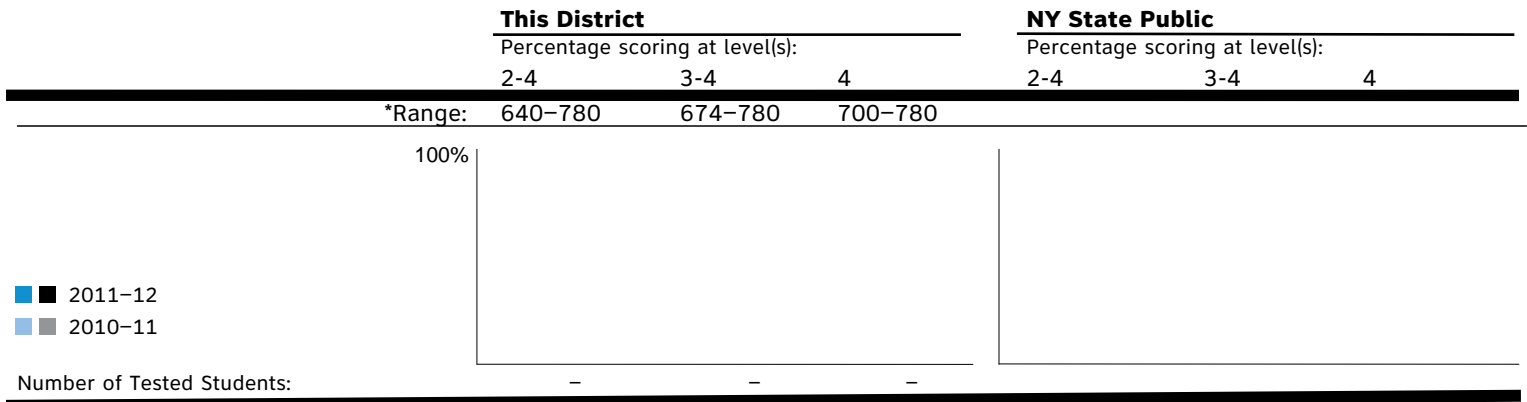 This District NY State Public
Percentage scoring at level(s): Percentage scoring at level(s):
2-4 3-4 4 2-4 3-4 4
*Range: 640–780 674–780 700–780
100%
2011–12
2010–11
Number of Tested Students: – – –